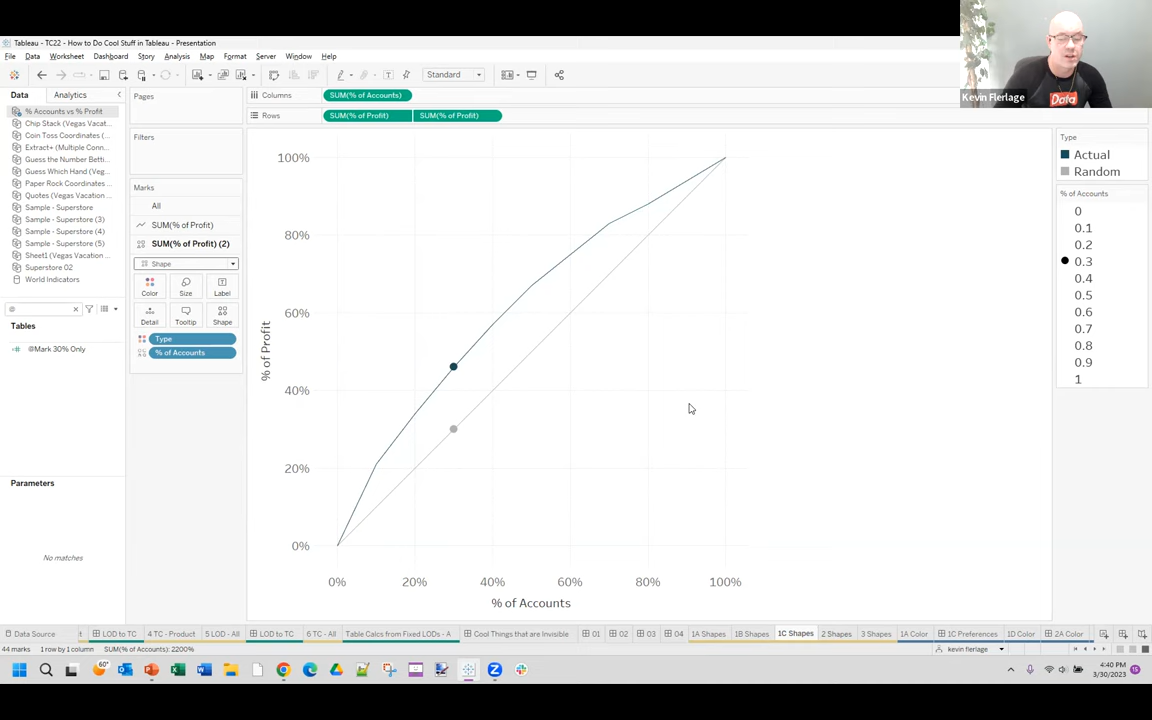 Tableau - TC22 - How to Do Cool Stuff in Tableau - Presentation
File Data Worksheet Dashboard Story Analysis Map Format Server Window Help
Standard
Kevin Flerlage
Data
Data Analytics
Pages
Columns
SUM(% of Accounts)
Rows
SUM(% of Profit) SUM(% of Profit)
% Accounts vs % Profit
Chip Stack (Vegas Vacat...
Coin Toss Coordinates (...
Extract+ (Multiple Conn...
Guess the Number Betti...
Guess Which Hand (Veg...
Paper Rock Coordinates ...
Quotes (Vegas Vacation ...
Sample - Superstore
Sample - Superstore (3)
Sample - Superstore (4)
Sample - Superstore (5)
Sheet1 (Vegas Vacation ...
Superstore 02
World Indicators
@
Tables
@Mark 30% Only
Parameters
No matches
Filters
Marks
All
SUM(% of Profit)
SUM(% of Profit) (2)
Shape
Color Size Label
Detail Tooltip Shape
Type
% of Accounts
100%
80%
60%
40%
20%
0%
% of Profit
0% 20% 40% 60% 80% 100%
% of Accounts
Type
Actual
Random
% of Accounts
0
0.1
0.2
0.3
0.4
0.5
0.6
0.7
0.8
0.9
1
Data Source t LOD to TC 4 TC - Product 5 LOD - All LOD to TC 6 TC - All Table Calcs from Fixed LODs - A Cool Things that are Invisible 01 02 03 04 1A Shapes 1B Shapes 1C Shapes 2 Shapes 3 Shapes 1A Color 1C Preferences 1D Color 2A Color
44 marks 1 row by 1 column SUM(% of Accounts): 2200%
kevin flerlage
60°
4:40 PM
3/30/2023
15